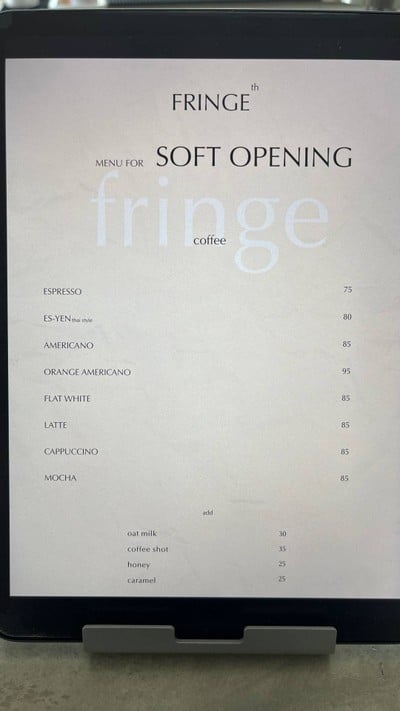 FRINGE th
MENU FOR SOFT OPENING
fringe
coffee
ESPRESSO 75
ES-YEN thai style 80
AMERICANO 85
ORANGE AMERICANO 95
FLAT WHITE 85
LATTE 85
CAPPUCCINO 85
MOCHA 85
add
oat milk 30
coffee shot 35
honey 25
caramel 25